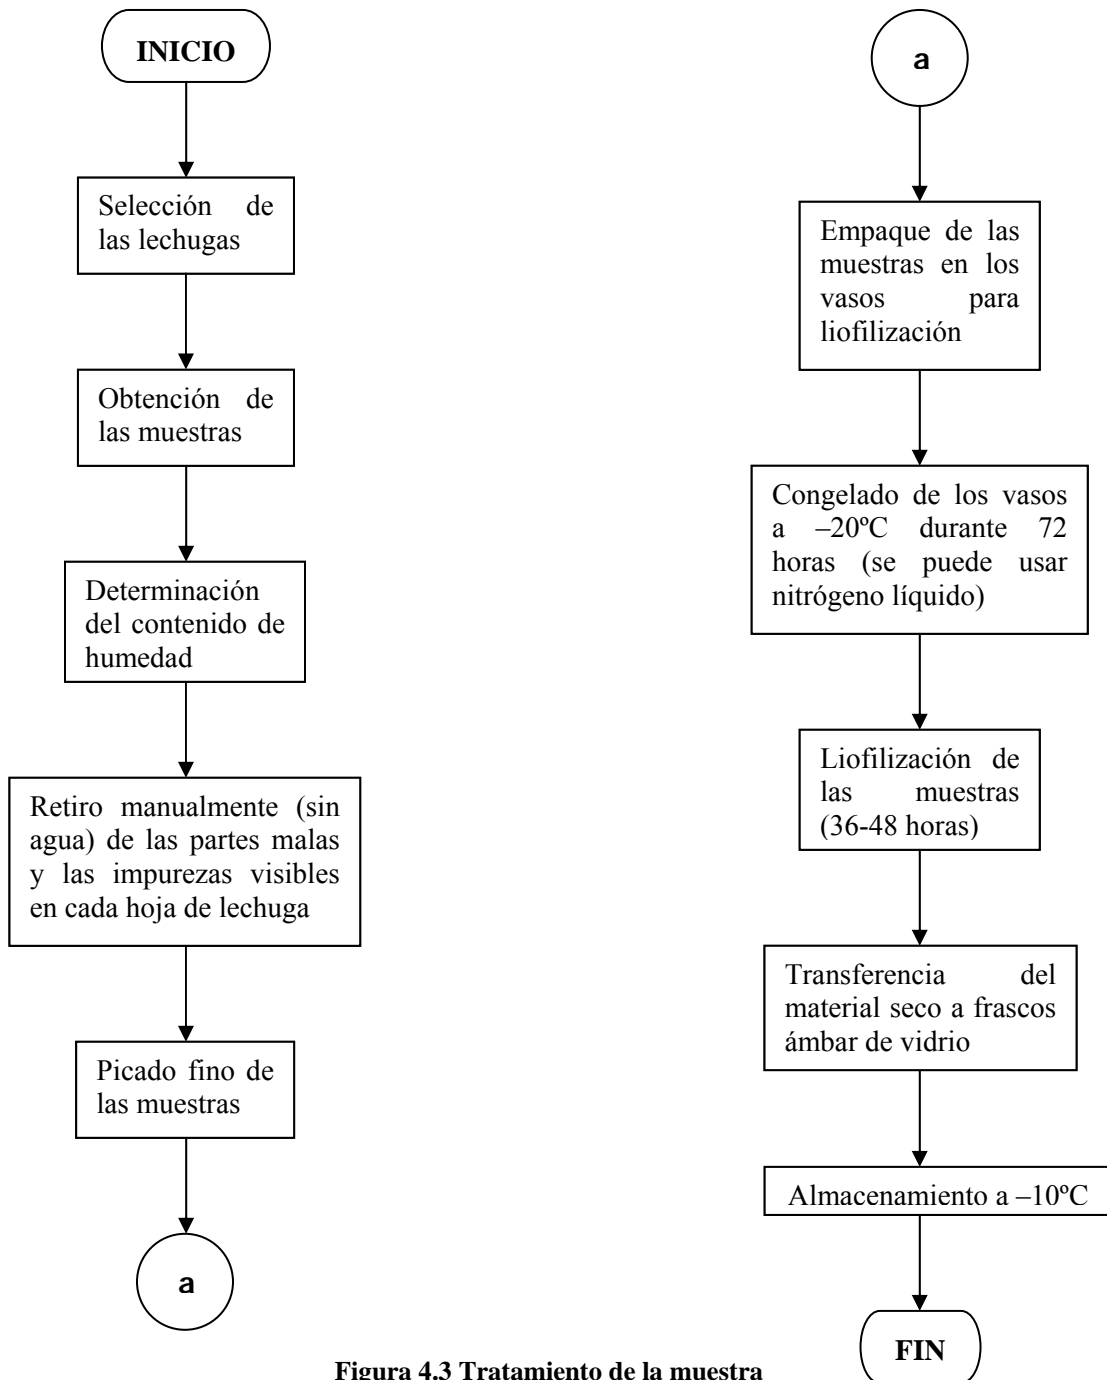 INICIO
Selección de
las lechugas
Obtención de
las muestras
Determinación
del contenido de
humedad
Retiro manualmente (sin
agua) de las partes malas
y las impurezas visibles
en cada hoja de lechuga
Picado fino de
las muestras
a
a
Empaque de las
muestras en los
vasos para
liofilización
Congelado de los vasos
a –20ºC durante 72
horas (se puede usar
nitrógeno líquido)
Liofilización de
las muestras
(36-48 horas)
Transferencia del
material seco a frascos
ámbar de vidrio
Almacenamiento a –10ºC
FIN
Figura 4.3 Tratamiento de la muestra